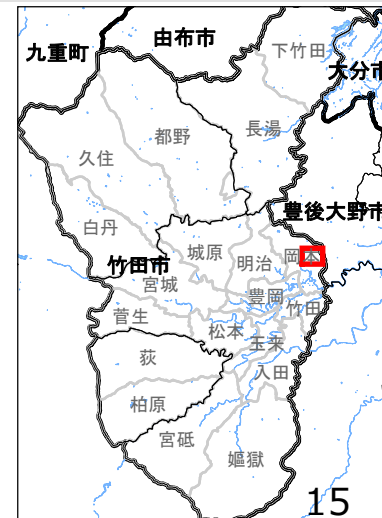 由布市
九重町
下竹田
大分市
長湯
都野
久住
豊後大野市
白丹
城原
岡本
明治
竹田市
宮城
豊岡
竹田
菅生
松本
玉来
荻
入田
柏原
宮砥
嫗獄
15